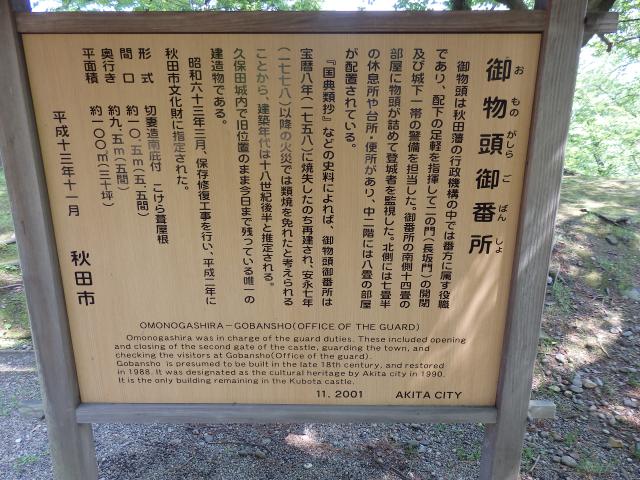 御物頭御番所
お もの がしら ご ばん しょ
御物頭は秋田藩の行政機構の中では番方に属す役職
であり、配下の足軽を指揮して二の門(長坂門)の開閉
及び城下一帯の警備を担当した。御番所の南側十四畳の
部屋に物頭が詰めて登城者を監視した。北側には七畳半
の休息所や台所・便所があり、中二階には八畳の部屋
が配置されている。
『国典類抄』などの史料によれば、御物頭御番所は
宝暦八年(一七五八)に焼失したのち再建され、安永七年
(一七七八)以降の火災では類焼を免れたと考えられる
ことから、建築年代は十八世紀後半と推定される。
久保田城内で旧位置のまま今日まで残っている唯一の
建造物である。
昭和六十三年三月、保存修復工事を行い、平成二年に
秋田市文化財に指定された。
形式 切妻造南庇付 こけら葺屋根
間口 約一〇.五m(五.五間)
奥行き 約九.五m(五間)
平面積 約一〇〇㎡(三十坪)
平成十三年十一月 秋田市
OMONOGASHIRA-GOBANSHO(OFFICE OF THE GUARD)
Omonogashira was in charge of the guard duties. These included opening
and closing of the second gate of the castle, guarding the town, and
checking the visitors at Gobansho(Office of the guard).
Gobansho is presumed to be built in the late 18th century, and restored
in 1988. It was designated as the cultural heritage by Akita city in 1990.
It is the only building remaining in the Kubota castle.
11. 2001 AKITA CITY